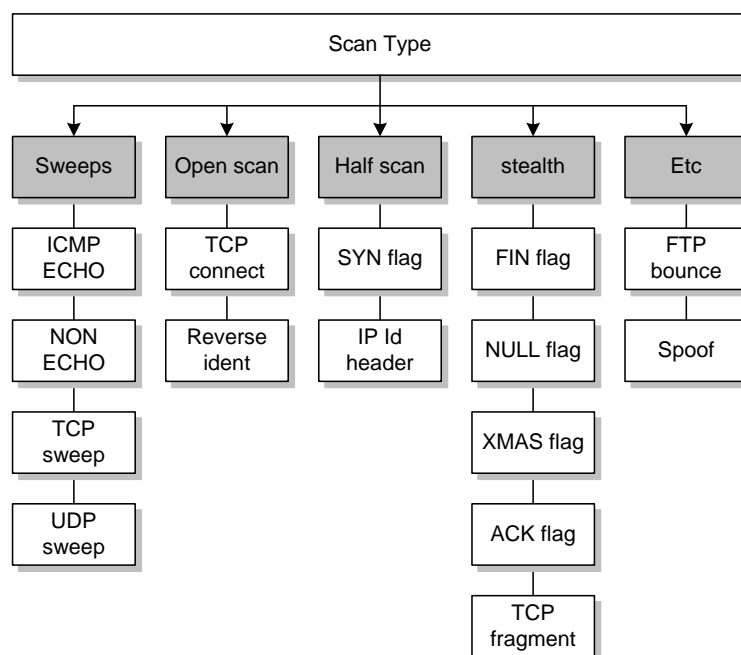 Scan Type
Sweeps
Open scan
Half scan
stealth
Etc
ICMP
ECHO
TCP
connect
SYN flag
FIN flag
FTP
bounce
NON
ECHO
Reverse
ident
IP Id
header
NULL flag
Spoof
TCP
sweep
XMAS flag
UDP
sweep
ACK flag
TCP
fragment